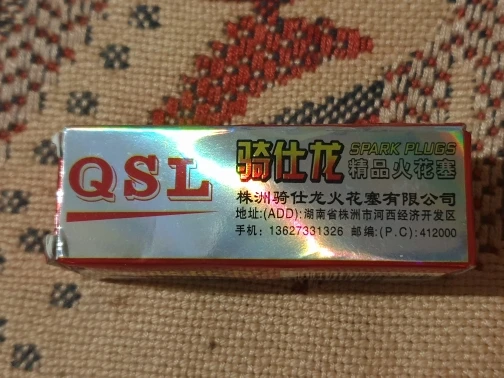 QSL
骑仕龙 SPARK PLUGS
精品火花塞
株洲骑仕龙火花塞有限公司
地址:(ADD):湖南省株洲市河西经济开发区
手机: 13627331326 邮编:(P.C):412000